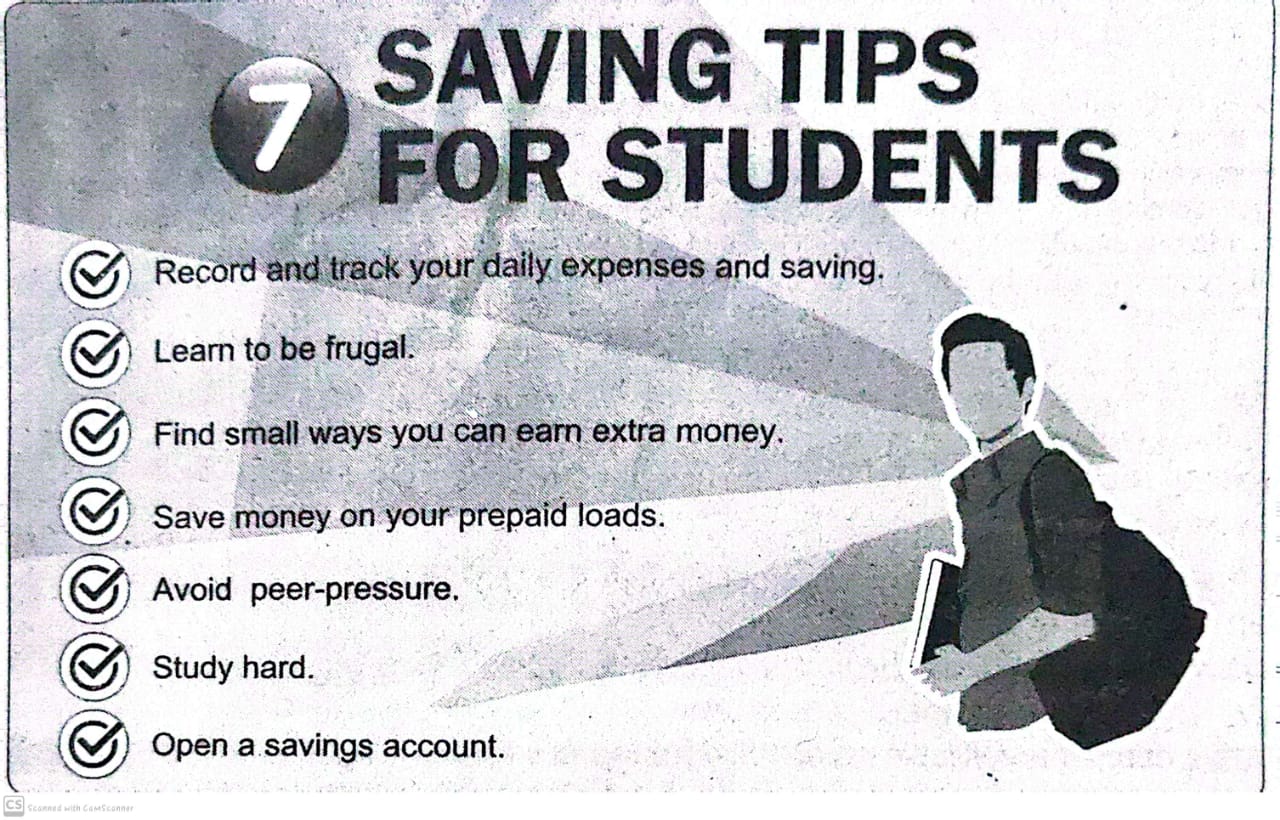 7
SAVING TIPS
FOR STUDENTS
Record and track your daily expenses and saving.
Learn to be frugal.
Find small ways you can earn extra money.
Save money on your prepaid loads.
Avoid peer-pressure.
Study hard.
Open a savings account.
CS Scanned with CamScanner